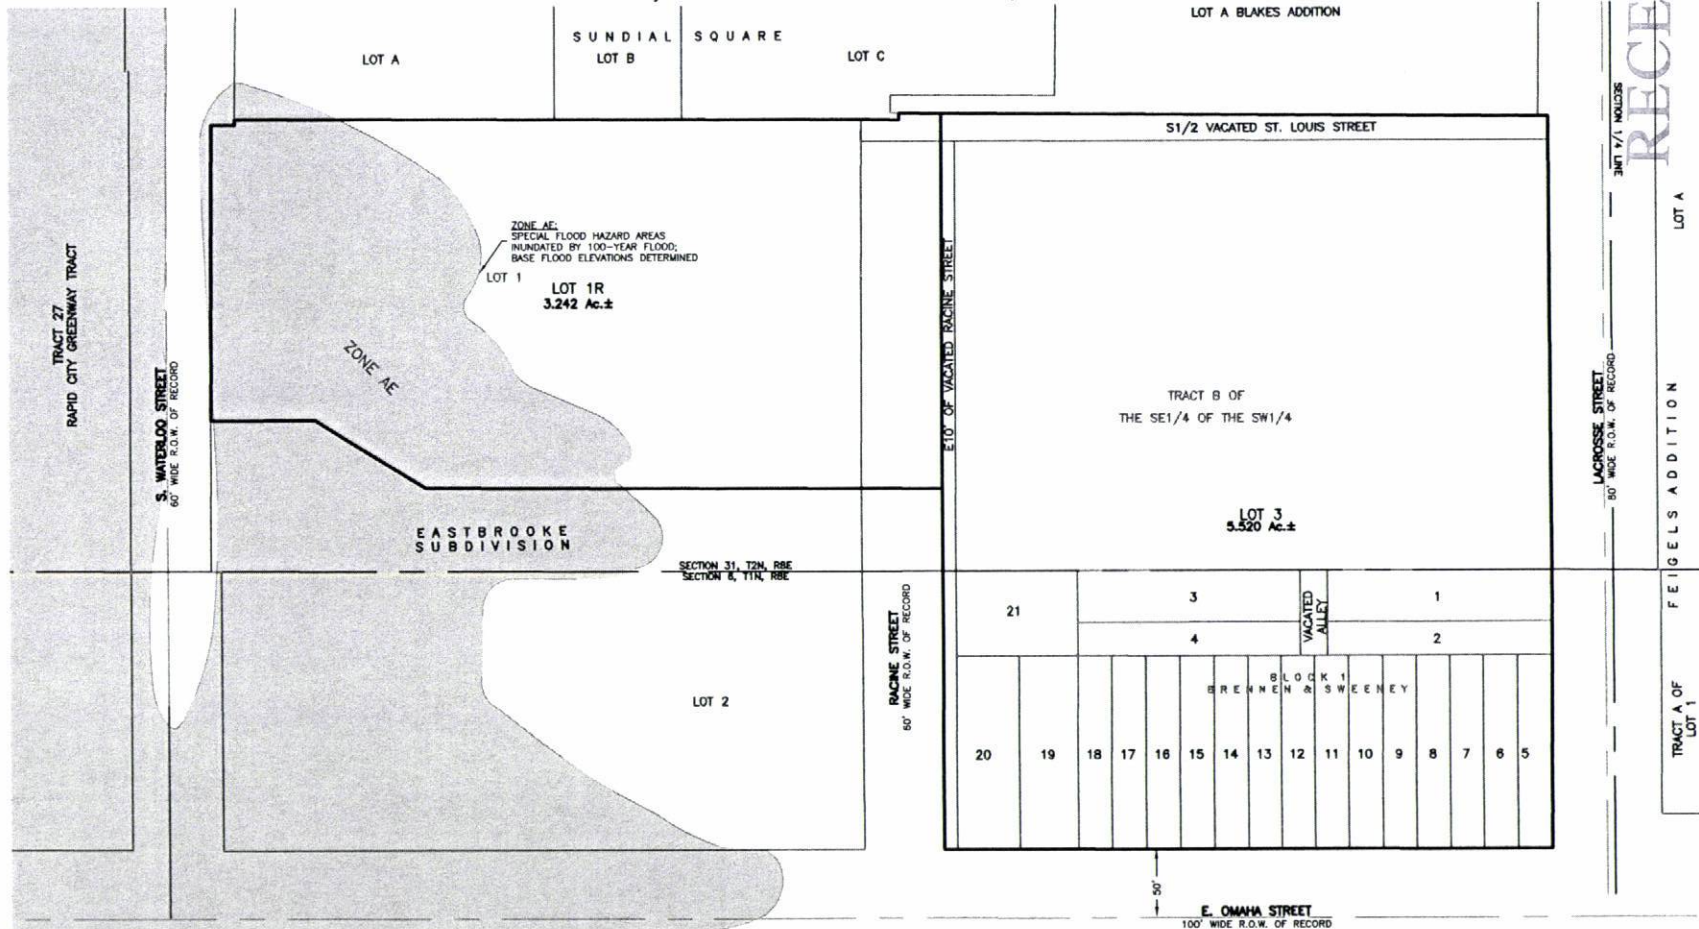 LOT A BLAKES ADDITION
SUNDIAL SQUARE
LOT A
LOT B
LOT C
RECE
SECTION 1/4 LINE
S1/2 VACATED ST. LOUIS STREET
LOT A
ZONE AE:
SPECIAL FLOOD HAZARD AREAS
INUNDATED BY 100-YEAR FLOOD;
BASE FLOOD ELEVATIONS DETERMINED
LOT 1
LOT 1R
3.242 Ac.±
ZONE AE
TRACT 27
RAPID CITY GREENWAY TRACT
S. WATERLOO STREET
60' WIDE R.O.W. OF RECORD
E10' OF VACATED RACINE STREET
TRACT B OF
THE SE1/4 OF THE SW1/4
LACROSSE STREET
80' WIDE R.O.W. OF RECORD
FEIGELS ADDITION
LOT 3
5.520 Ac.±
EASTBROOKE
SUBDIVISION
SECTION 31, T2N, R8E
SECTION 6, T1N, R8E
RACINE STREET
60' WIDE R.O.W. OF RECORD
21
3
VACATED
ALLEY
1
4
2
BLOCK 1
BRENNEN & SWEENEY
LOT 2
20 19 18 17 16 15 14 13 12 11 10 9 8 7 6 5
TRACT A OF
LOT 1
50'
E. OMAHA STREET
100' WIDE R.O.W. OF RECORD